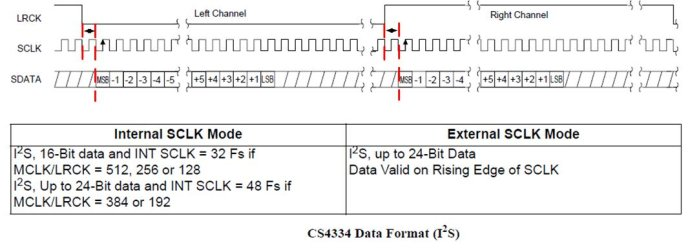 LRCK
Left Channel
Right Channel
SCLK
SDATA
MSB -1 -2 -3 -4 -5
+5 +4 +3 +2 +1 LSB
MSB -1 -2 -3 -4
+5 +4 +3 +2 +1 LSB
Internal SCLK Mode
I²S, 16-Bit data and INT SCLK = 32 Fs if
MCLK/LRCK = 512, 256 or 128
I²S, Up to 24-Bit data and INT SCLK = 48 Fs if
MCLK/LRCK = 384 or 192
External SCLK Mode
I²S, up to 24-Bit Data
Data Valid on Rising Edge of SCLK
CS4334 Data Format (I²S)